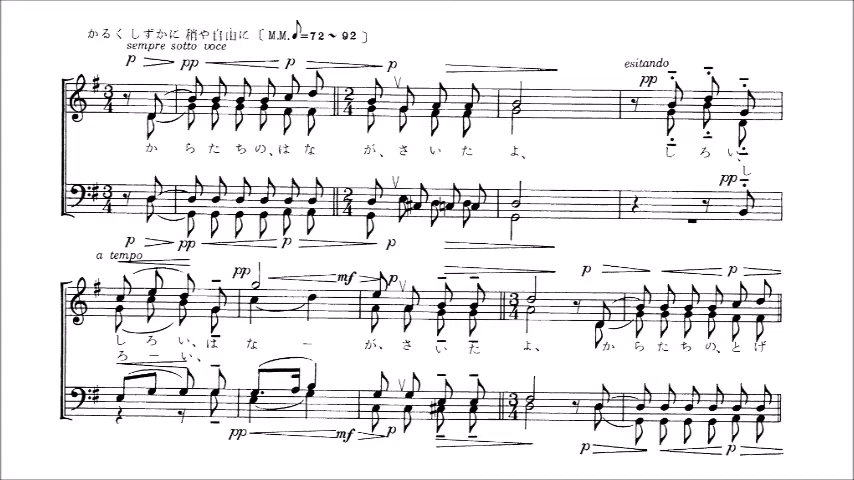 かるく しずかに 稍や自由に 〔M.M.♪=72〜92〕
sempre sotto voce
p pp p p
esitando
pp
からたちの、はな が、さいた よ、 しろい、
し
pp
p pp p p
a tempo
pp mf p p p
しろい、は な ー が、さいた よ、 からたちの、とげ
ろーい、
pp mf p p p